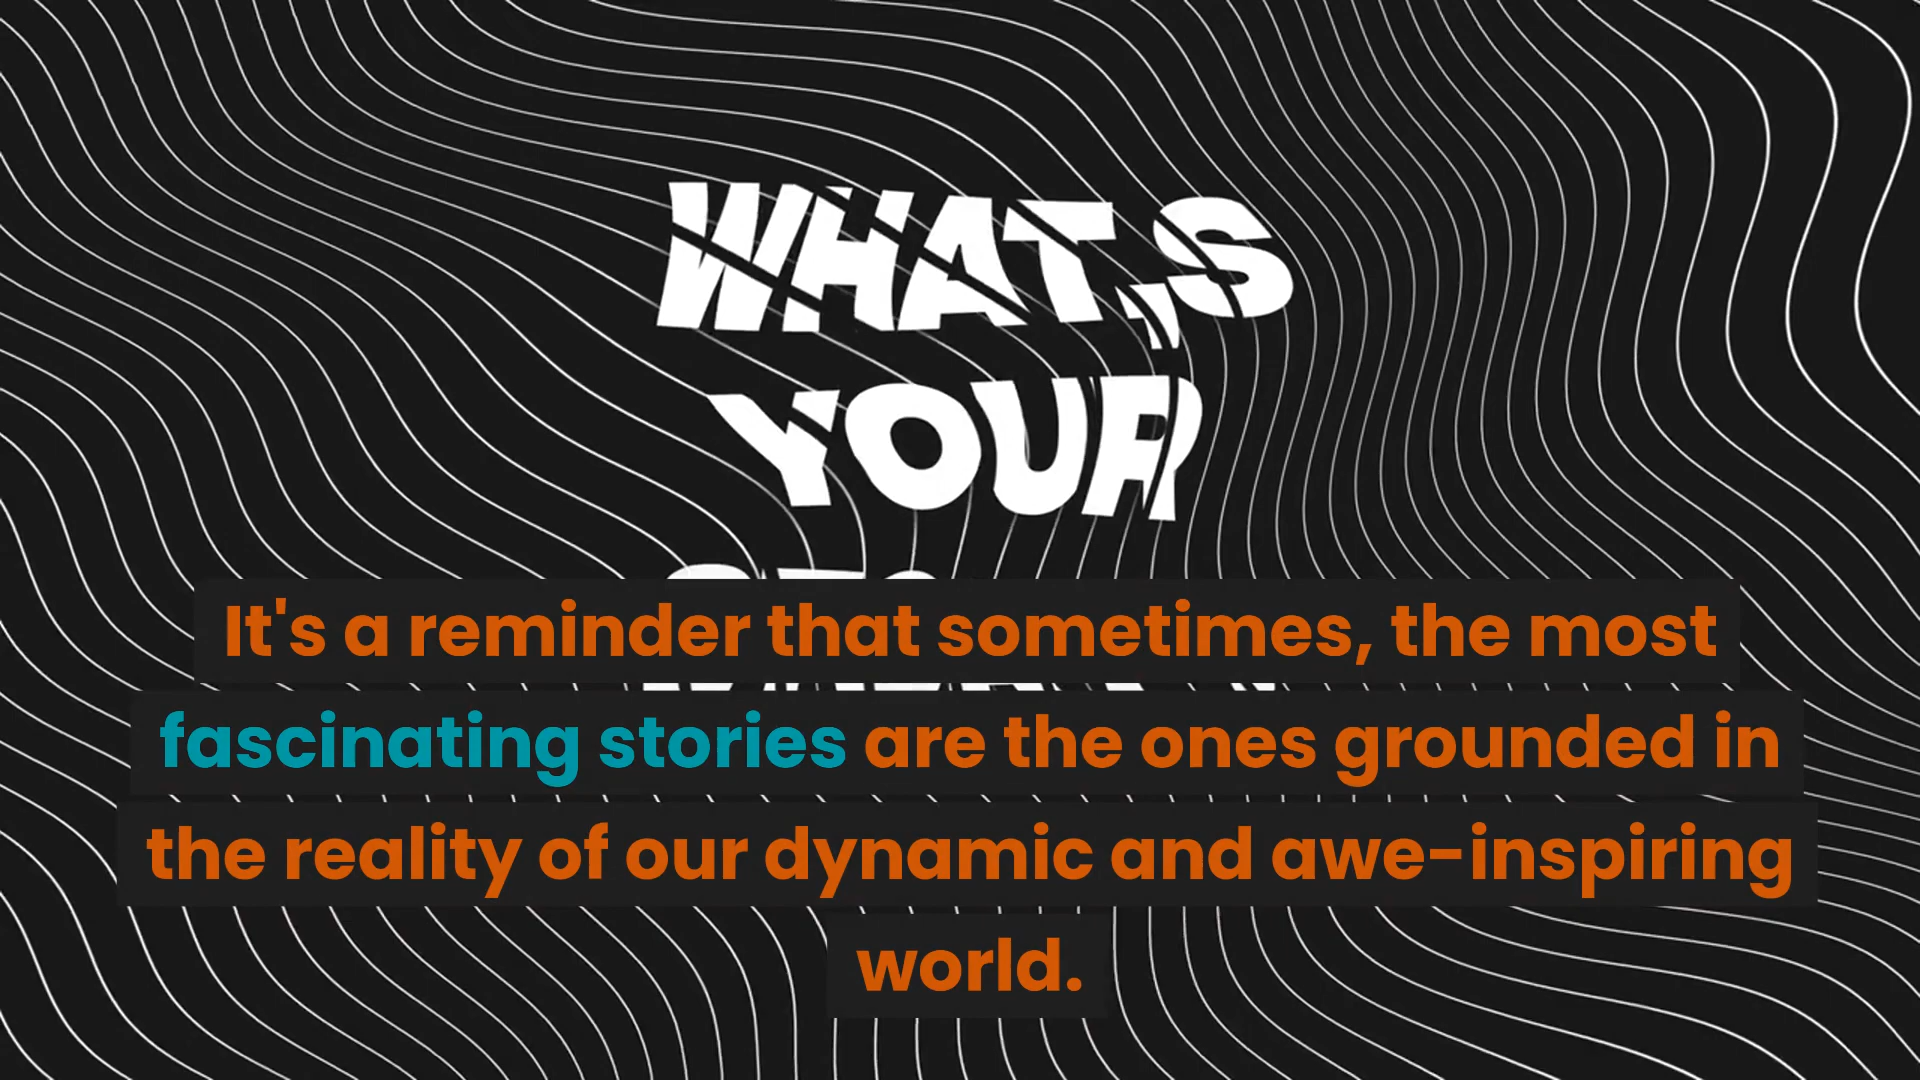 WHAT'S
YOUR
It's a reminder that sometimes, the most
fascinating stories are the ones grounded in
the reality of our dynamic and awe-inspiring
world.